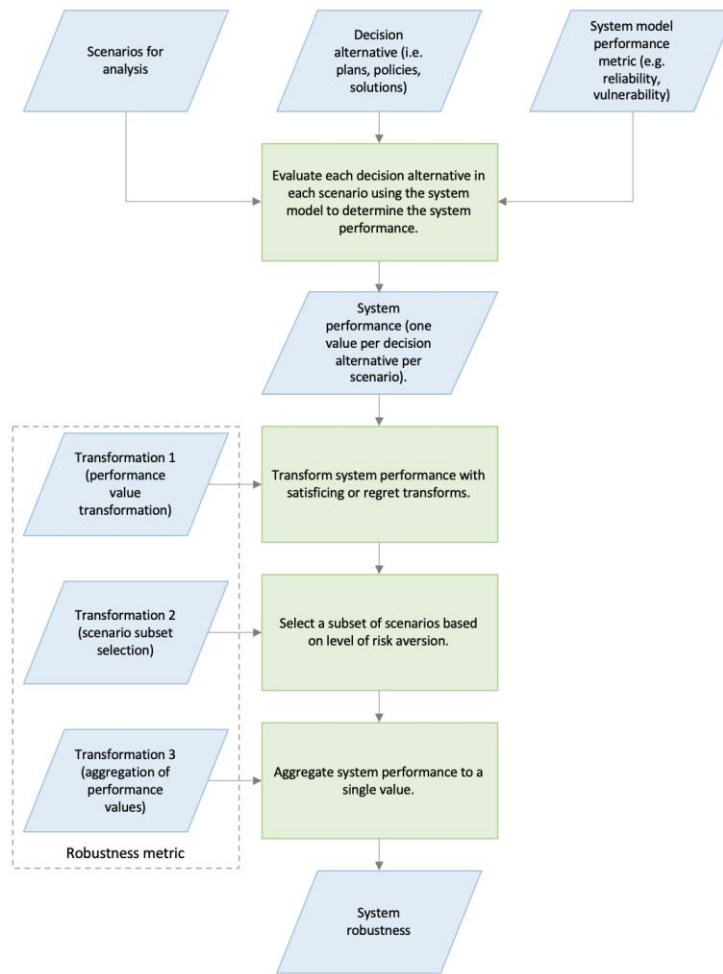 Scenarios for
analysis
Decision
alternative (i.e.
plans, policies,
solutions)
System model
performance
metric (e.g.
reliability,
vulnerability)
Evaluate each decision alternative in
each scenario using the system
model to determine the system
performance.
System
performance (one
value per decision
alternative per
scenario).
Transformation 1
(performance
value
transformation)
Transform system performance with
satisficing or regret transforms.
Transformation 2
(scenario subset
selection)
Select a subset of scenarios based
on level of risk aversion.
Transformation 3
(aggregation of
performance
values)
Aggregate system performance to a
single value.
Robustness metric
System
robustness